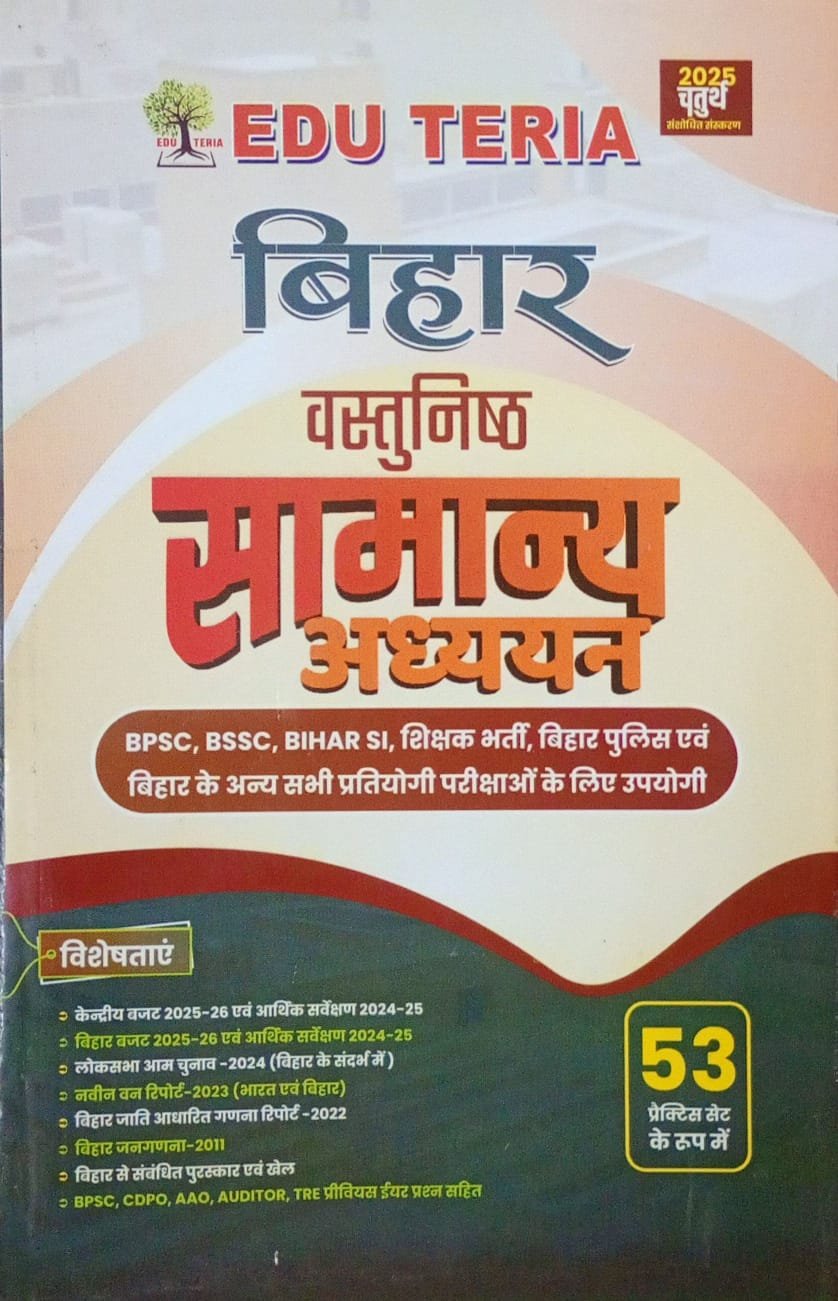 2025
चतुर्थ
संशोधित संस्करण
EDU TERIA
EDU TERIA
बिहार
वस्तुनिष्ठ
सामान्य
अध्ययन
BPSC, BSSC, BIHAR SI, शिक्षक भर्ती, बिहार पुलिस एवं
बिहार के अन्य सभी प्रतियोगी परीक्षाओं के लिए उपयोगी
विशेषताएं
केन्द्रीय बजट 2025-26 एवं आर्थिक सर्वेक्षण 2024-25
बिहार बजट 2025-26 एवं आर्थिक सर्वेक्षण 2024-25
लोकसभा आम चुनाव -2024 (बिहार के संदर्भ में )
नवीन वन रिपोर्ट-2023 (भारत एवं बिहार)
बिहार जाति आधारित गणना रिपोर्ट -2022
बिहार जनगणना-2011
बिहार से संबंधित पुरस्कार एवं खेल
BPSC, CDPO, AAO, AUDITOR, TRE प्रीवियस ईयर प्रश्न सहित
53
प्रैक्टिस सेट
के रूप में